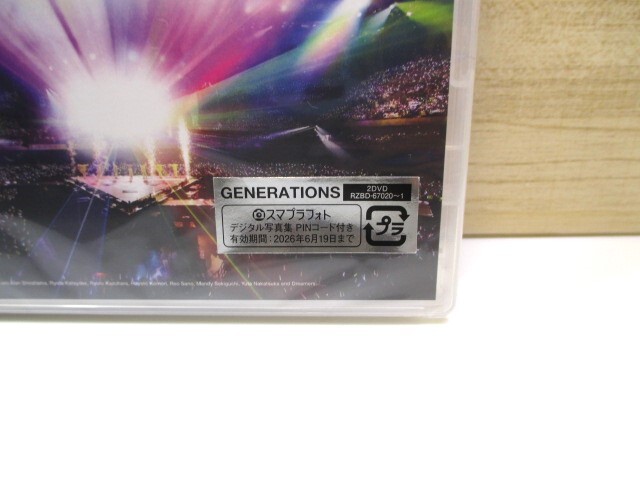 GENERATIONS
2DVD
RZBD-67020〜1
スマプラフォト
デジタル写真集 PINコード付き
有効期間：2026年6月19日まで
プラ
and Dreamers